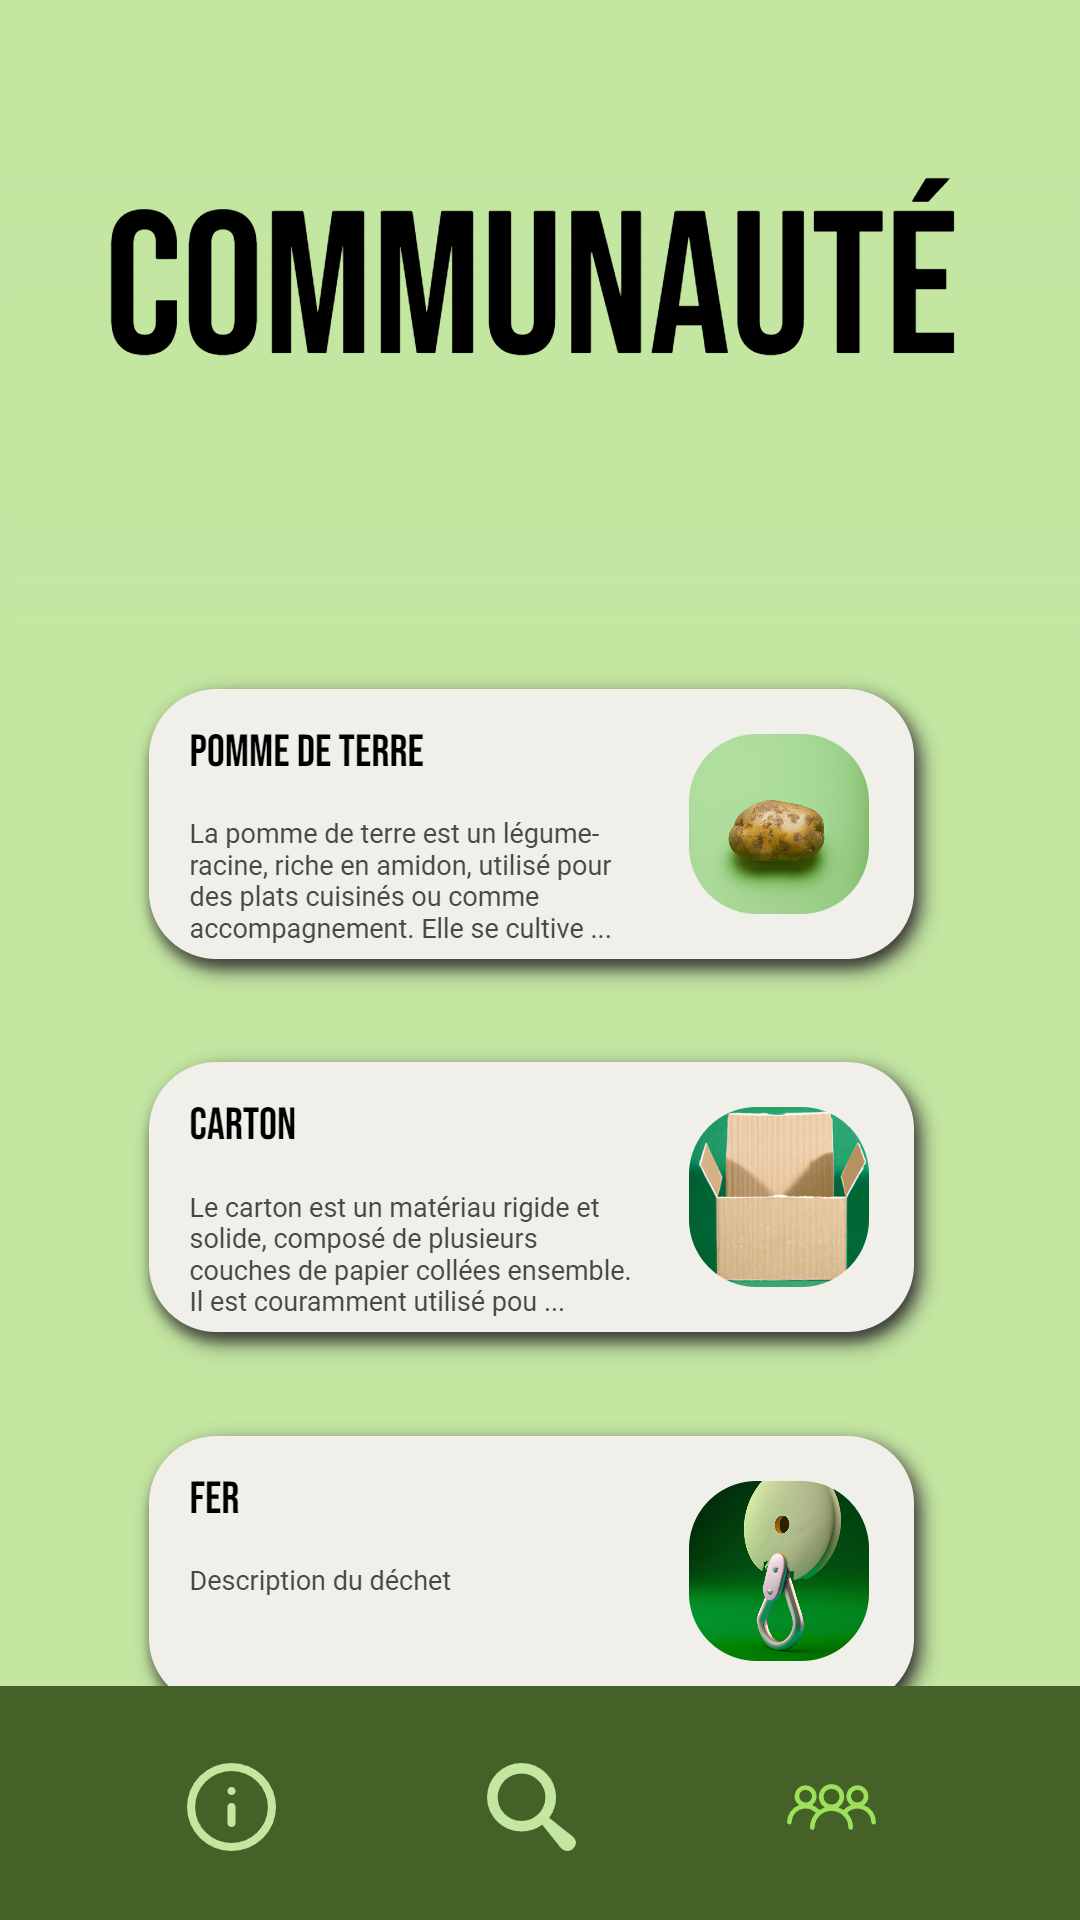 COMMUNAUTÉ
POMME DE TERRE
La pomme de terre est un légume-
racine, riche en amidon, utilisé pour
des plats cuisinés ou comme
accompagnement. Elle se cultive ...
CARTON
Le carton est un matériau rigide et
solide, composé de plusieurs
couches de papier collées ensemble.
Il est couramment utilisé pou ...
FER
Description du déchet